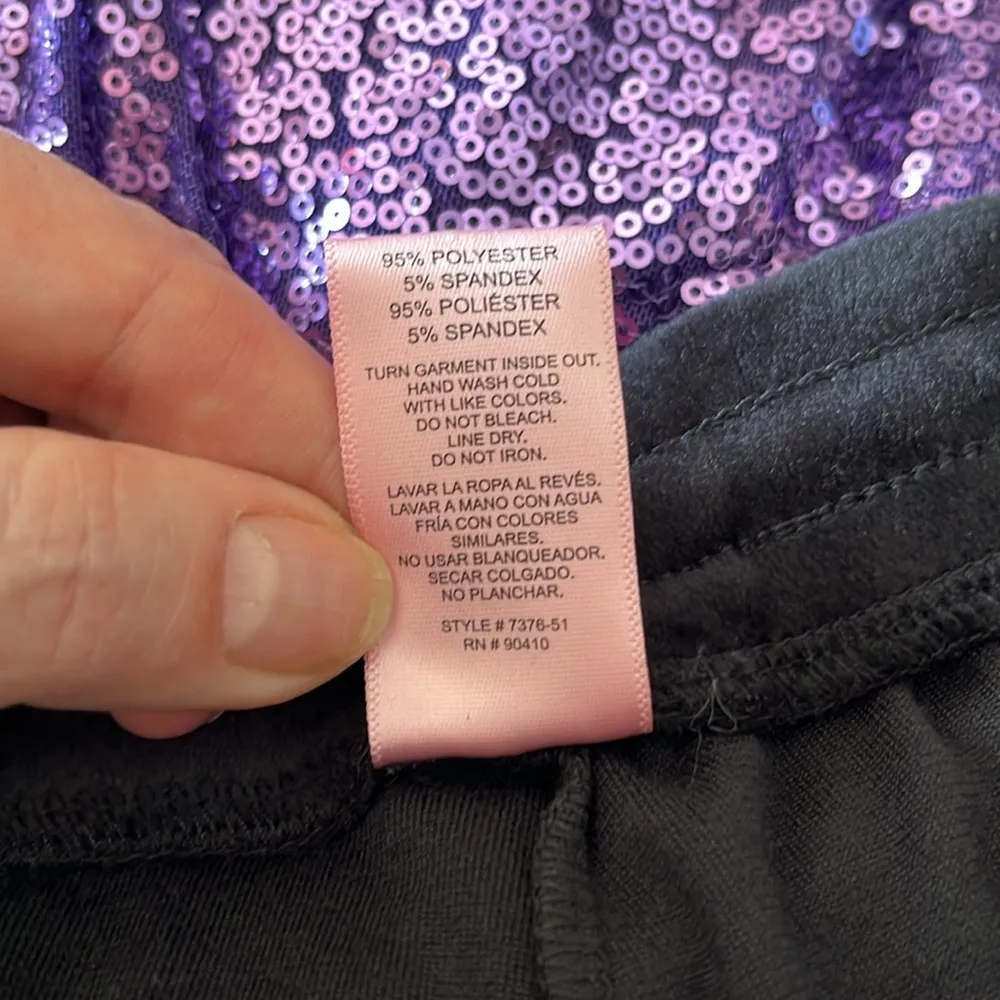 95% POLYESTER
5% SPANDEX
95% POLIÉSTER
5% SPANDEX
TURN GARMENT INSIDE OUT.
HAND WASH COLD
WITH LIKE COLORS.
DO NOT BLEACH.
LINE DRY.
DO NOT IRON.
LAVAR LA ROPA AL REVÉS.
LAVAR A MANO CON AGUA
FRÍA CON COLORES
SIMILARES.
NO USAR BLANQUEADOR.
SECAR COLGADO.
NO PLANCHAR.
STYLE # 7376-51
RN # 90410